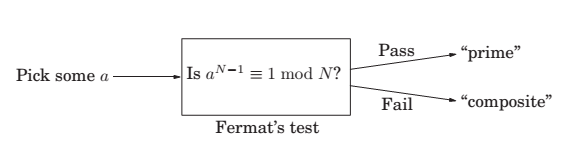 Pass
"prime"
Pick some a
Is a^{N−1} ≡ 1 mod N?
Fail
"composite"
Fermat's test